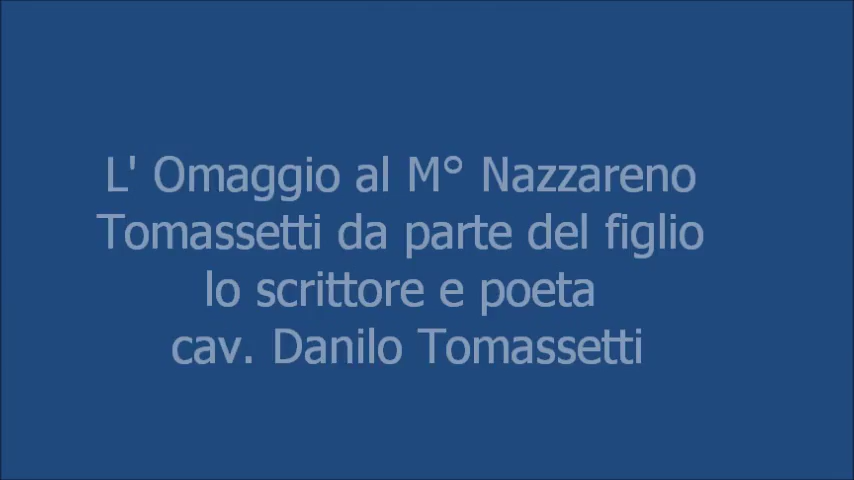 L' Omaggio al M° Nazzareno
Tomassetti da parte del figlio
lo scrittore e poeta
cav. Danilo Tomassetti